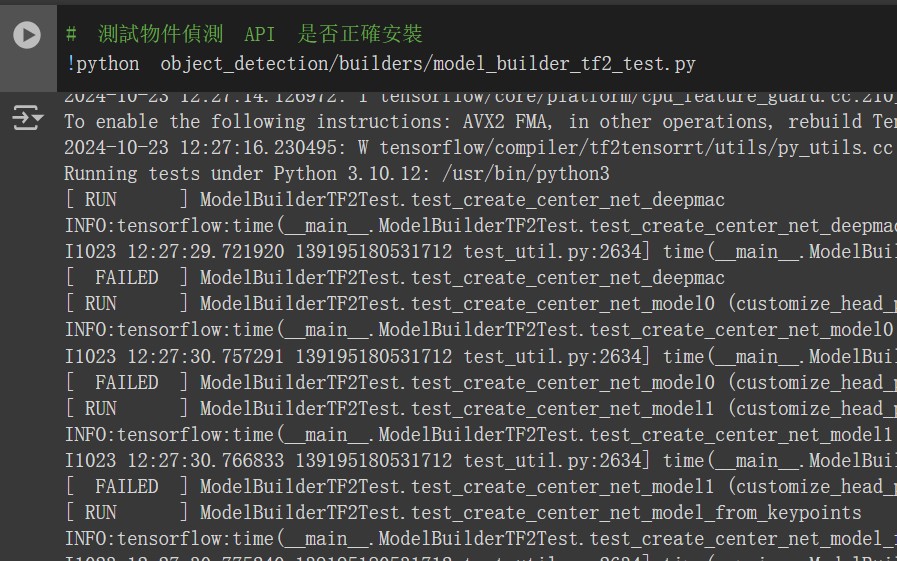 #  測試物件偵測  API  是否正確安裝
!python  object_detection/builders/model_builder_tf2_test.py
2024-10-23 12:27:14.126972: I tensorflow/core/platform/cpu_feature_guard.cc:210]
To enable the following instructions: AVX2 FMA, in other operations, rebuild Ten
2024-10-23 12:27:16.230495: W tensorflow/compiler/tf2tensorrt/utils/py_utils.cc
Running tests under Python 3.10.12: /usr/bin/python3
[ RUN      ] ModelBuilderTF2Test.test_create_center_net_deepmac
INFO:tensorflow:time(__main__.ModelBuilderTF2Test.test_create_center_net_deepmac
I1023 12:27:29.721920 139195180531712 test_util.py:2634] time(__main__.ModelBuil
[  FAILED  ] ModelBuilderTF2Test.test_create_center_net_deepmac
[ RUN      ] ModelBuilderTF2Test.test_create_center_net_model0 (customize_head_
INFO:tensorflow:time(__main__.ModelBuilderTF2Test.test_create_center_net_model0
I1023 12:27:30.757291 139195180531712 test_util.py:2634] time(__main__.ModelBuil
[  FAILED  ] ModelBuilderTF2Test.test_create_center_net_model0 (customize_head_
[ RUN      ] ModelBuilderTF2Test.test_create_center_net_model1 (customize_head_
INFO:tensorflow:time(__main__.ModelBuilderTF2Test.test_create_center_net_model1
I1023 12:27:30.766833 139195180531712 test_util.py:2634] time(__main__.ModelBuil
[  FAILED  ] ModelBuilderTF2Test.test_create_center_net_model1 (customize_head_
[ RUN      ] ModelBuilderTF2Test.test_create_center_net_model_from_keypoints
INFO:tensorflow:time(__main__.ModelBuilderTF2Test.test_create_center_net_model_